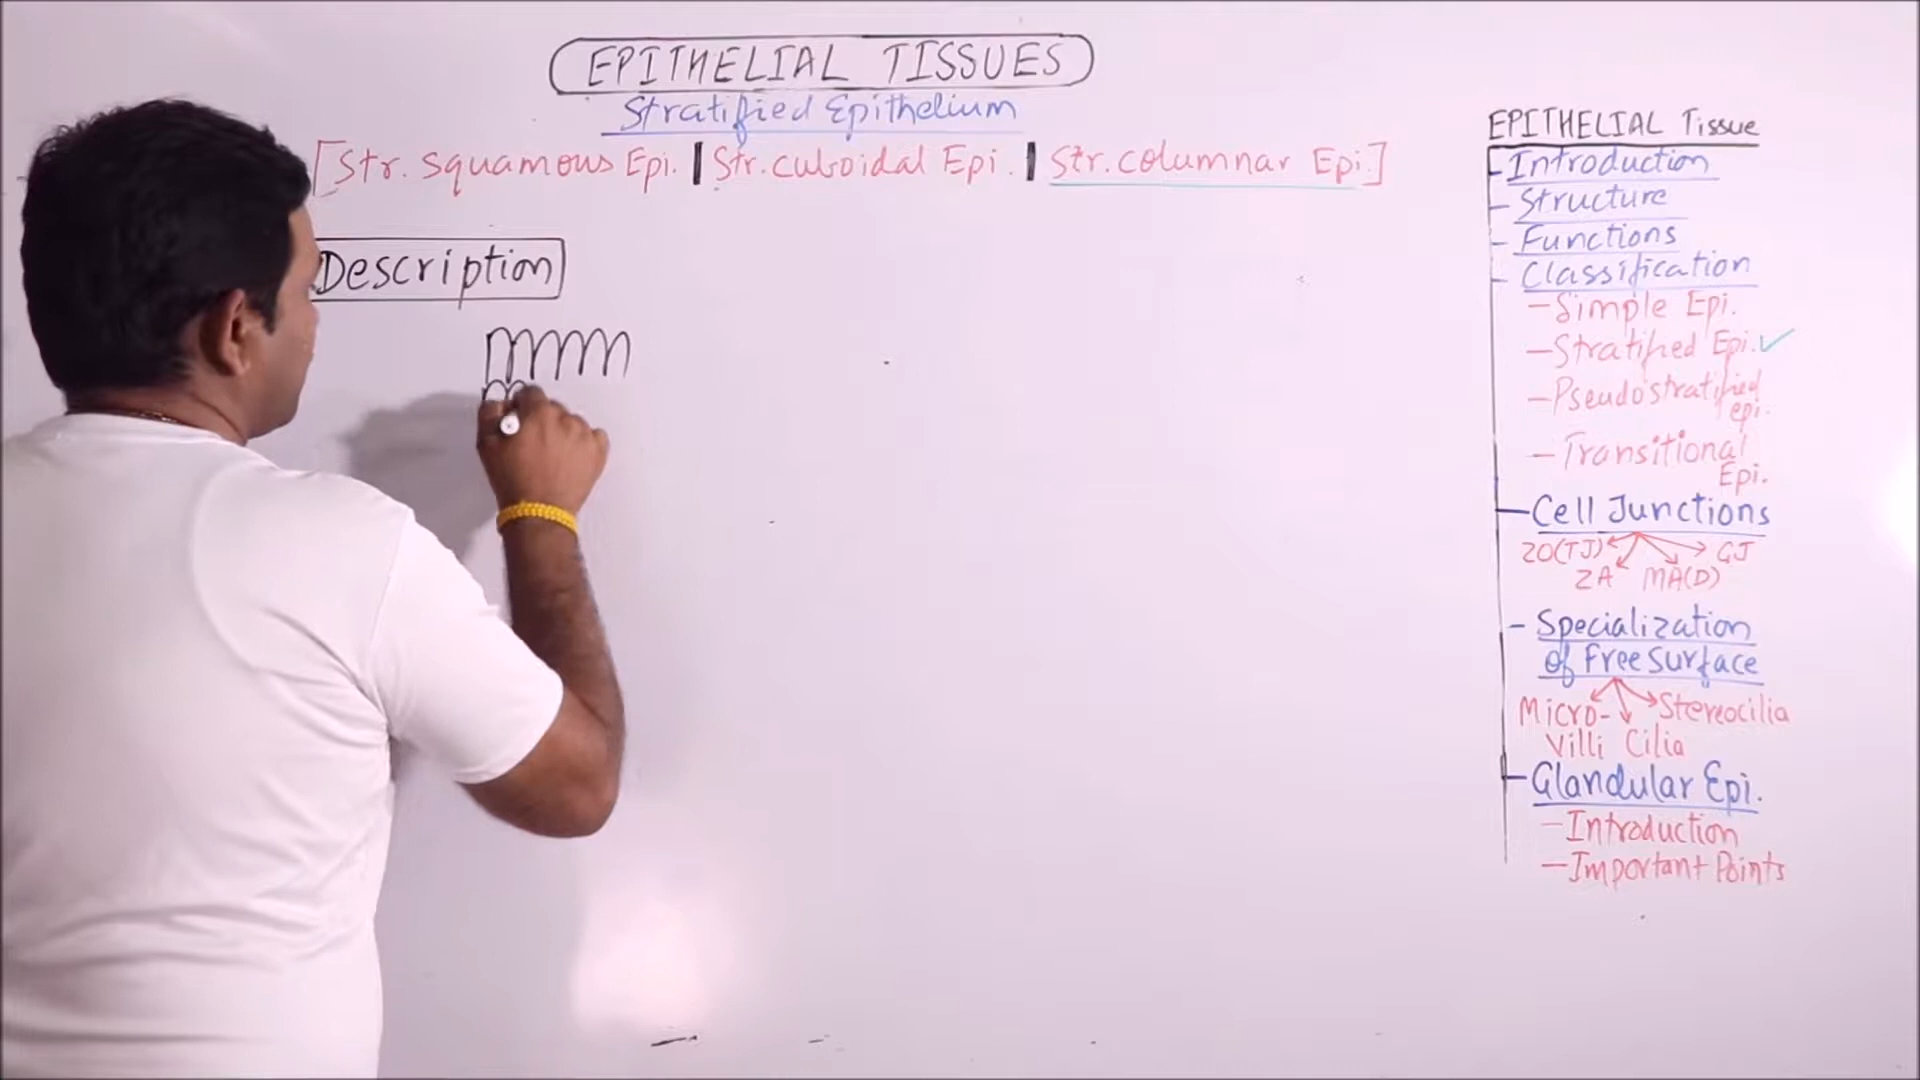 EPITHELIAL TISSUES
Stratified Epithelium
[Str. squamous Epi. | Str. cuboidal Epi. | Str. columnar Epi.]
Description
EPITHELIAL Tissue
- Introduction
- Structure
- Functions
- Classification
- Simple Epi.
- Stratified Epi. ✓
- Pseudostratified
epi.
- Transitional
Epi.
- Cell Junctions
ZO(TJ) GJ
ZA MA(D)
- Specialization
of Free Surface
Micro- Stereocilia
Villi Cilia
- Glandular Epi.
- Introduction
- Important Points